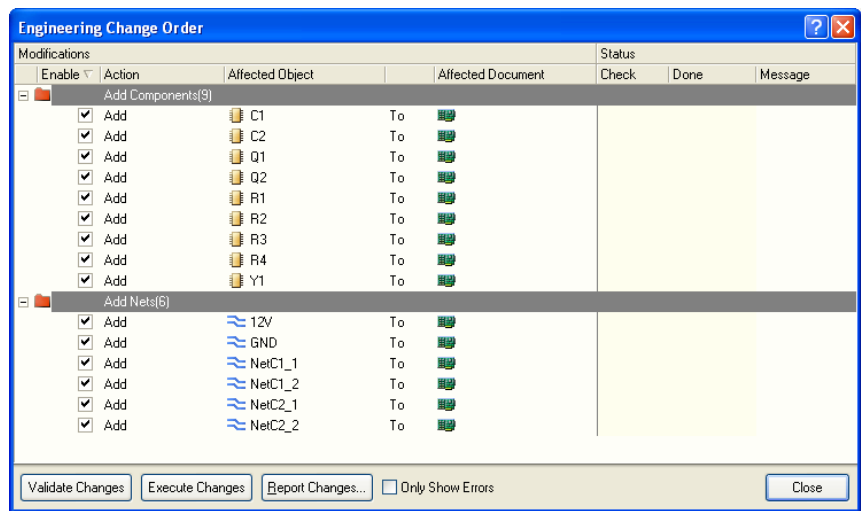 Engineering Change Order
Modifications Status
Enable Action Affected Object Affected Document Check Done Message
Add Components(9)
Add C1 To
Add C2 To
Add Q1 To
Add Q2 To
Add R1 To
Add R2 To
Add R3 To
Add R4 To
Add Y1 To
Add Nets(6)
Add 12V To
Add GND To
Add NetC1_1 To
Add NetC1_2 To
Add NetC2_1 To
Add NetC2_2 To
Validate Changes Execute Changes Report Changes... Only Show Errors Close